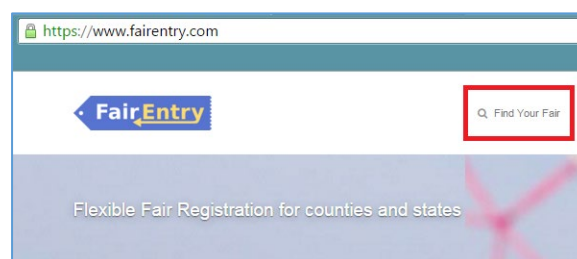 https://www.fairentry.com
FairEntry
Find Your Fair
Flexible Fair Registration for counties and states